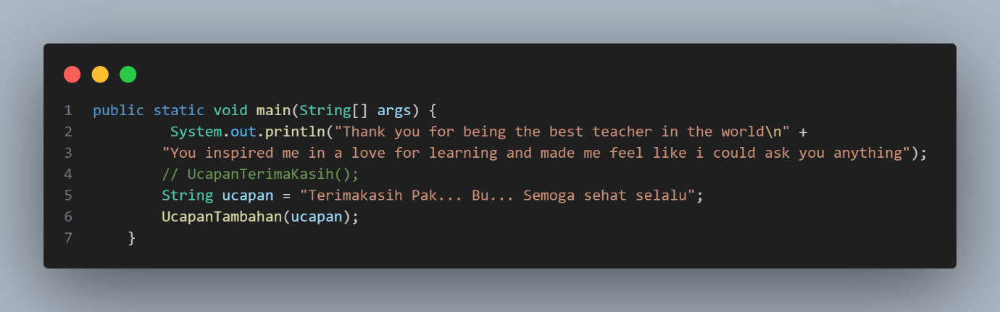 1 public static void main(String[] args) {
2 System.out.println("Thank you for being the best teacher in the world\n" +
3 "You inspired me in a love for learning and made me feel like i could ask you anything");
4 // UcapanTerimaKasih();
5 String ucapan = "Terimakasih Pak... Bu... Semoga sehat selalu";
6 UcapanTambahan(ucapan);
7 }